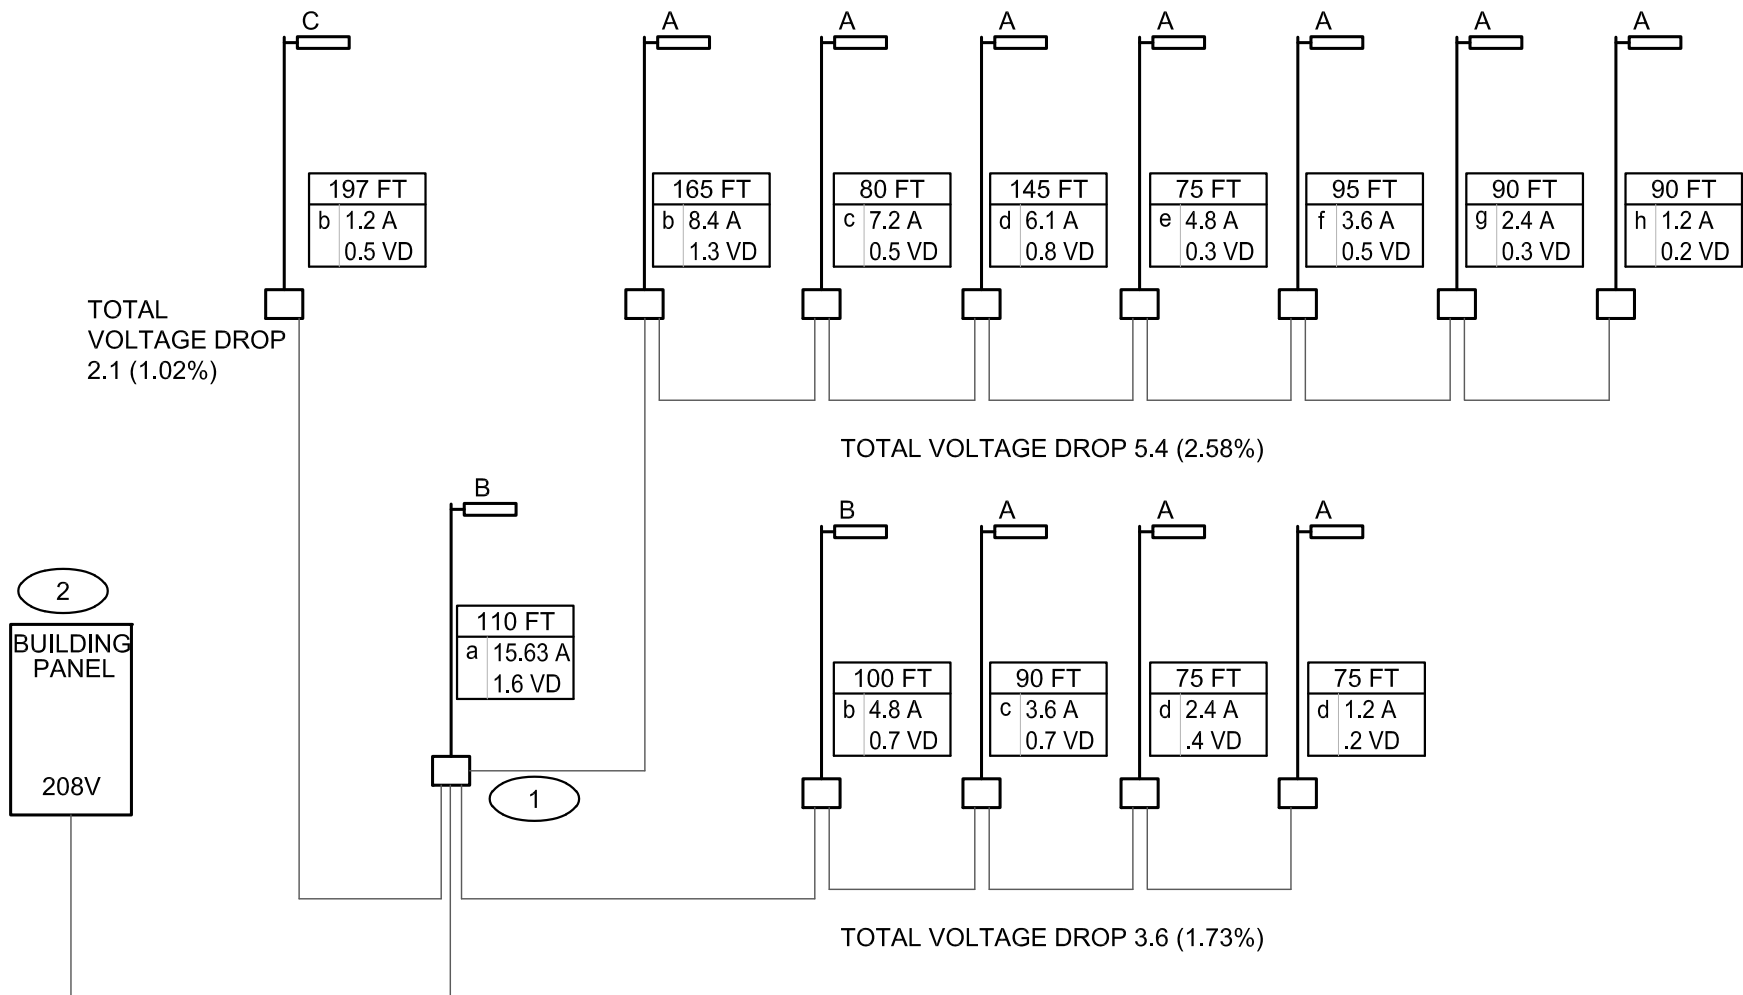 C
A
A
A
A
A
A
A
197 FT
b 1.2 A
0.5 VD
165 FT
b 8.4 A
1.3 VD
80 FT
c 7.2 A
0.5 VD
145 FT
d 6.1 A
0.8 VD
75 FT
e 4.8 A
0.3 VD
95 FT
f 3.6 A
0.5 VD
90 FT
g 2.4 A
0.3 VD
90 FT
h 1.2 A
0.2 VD
TOTAL
VOLTAGE DROP
2.1 (1.02%)
TOTAL VOLTAGE DROP 5.4 (2.58%)
B
B
A
A
A
2
BUILDING
PANEL
208V
110 FT
a 15.63 A
1.6 VD
1
100 FT
b 4.8 A
0.7 VD
90 FT
c 3.6 A
0.7 VD
75 FT
d 2.4 A
.4 VD
75 FT
d 1.2 A
.2 VD
TOTAL VOLTAGE DROP 3.6 (1.73%)